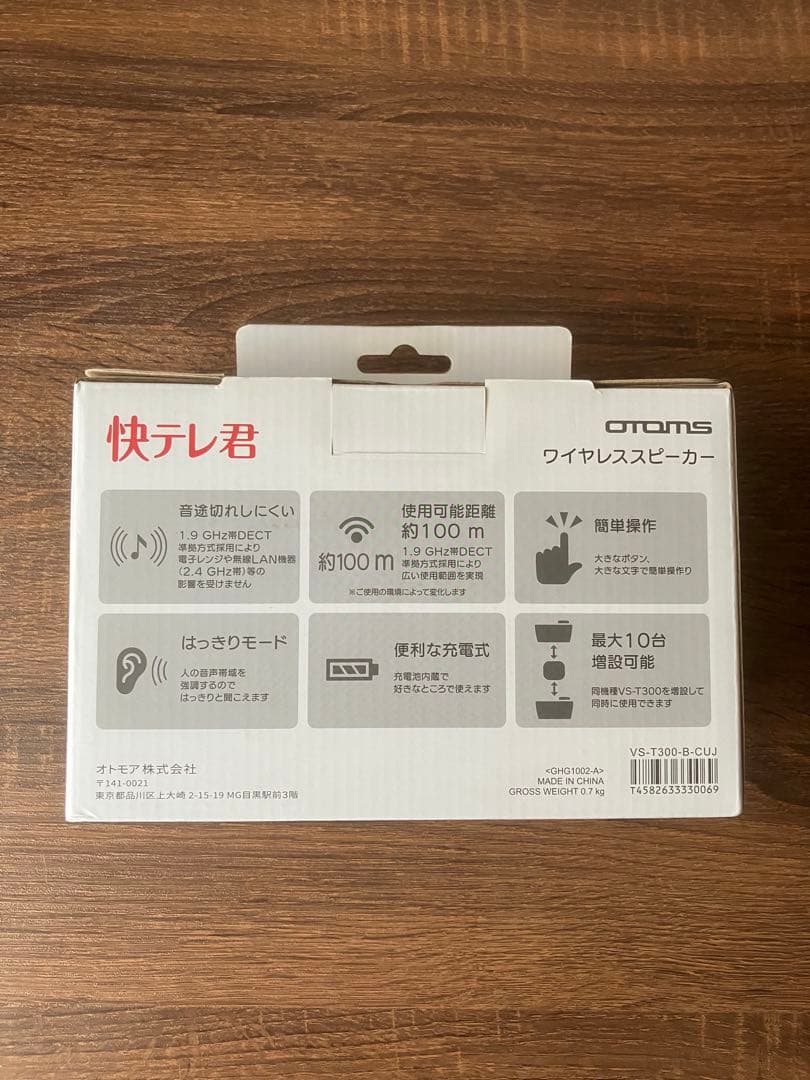 快テレ君
OTOMS
ワイヤレススピーカー
音途切れしにくい
1.9 GHz帯DECT
準拠方式採用により
電子レンジや無線LAN機器
(2.4 GHz帯)等の
影響を受けません
約100 m
使用可能距離
約100 m
1.9 GHz帯DECT
準拠方式採用により
広い使用範囲を実現
※ご使用の環境によって変化します
簡単操作
大きなボタン、
大きな文字で簡単操作り
はっきりモード
人の音声帯域を
強調するので
はっきりと聞こえます
便利な充電式
充電池内蔵で
好きなところで使えます
最大10台
増設可能
同機種VS-T300を増設して
同時に使用できます
オトモア株式会社
〒141-0021
東京都品川区上大崎 2-15-19 MG目黒駅前3階
<GHG1002-A>
MADE IN CHINA
GROSS WEIGHT 0.7 kg
VS-T300-B-CUJ
T4582633330069